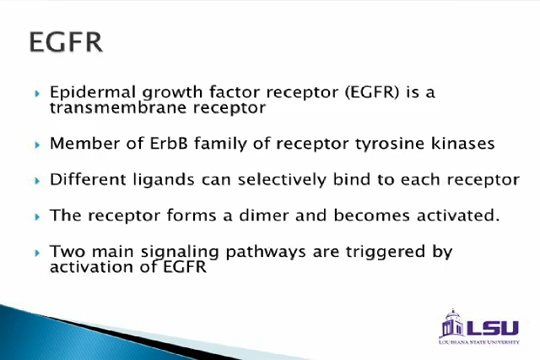 EGFR
Epidermal growth factor receptor (EGFR) is a
transmembrane receptor
Member of ErbB family of receptor tyrosine kinases
Different ligands can selectively bind to each receptor
The receptor forms a dimer and becomes activated.
Two main signaling pathways are triggered by
activation of EGFR
LSU
LOUISIANA STATE UNIVERSITY